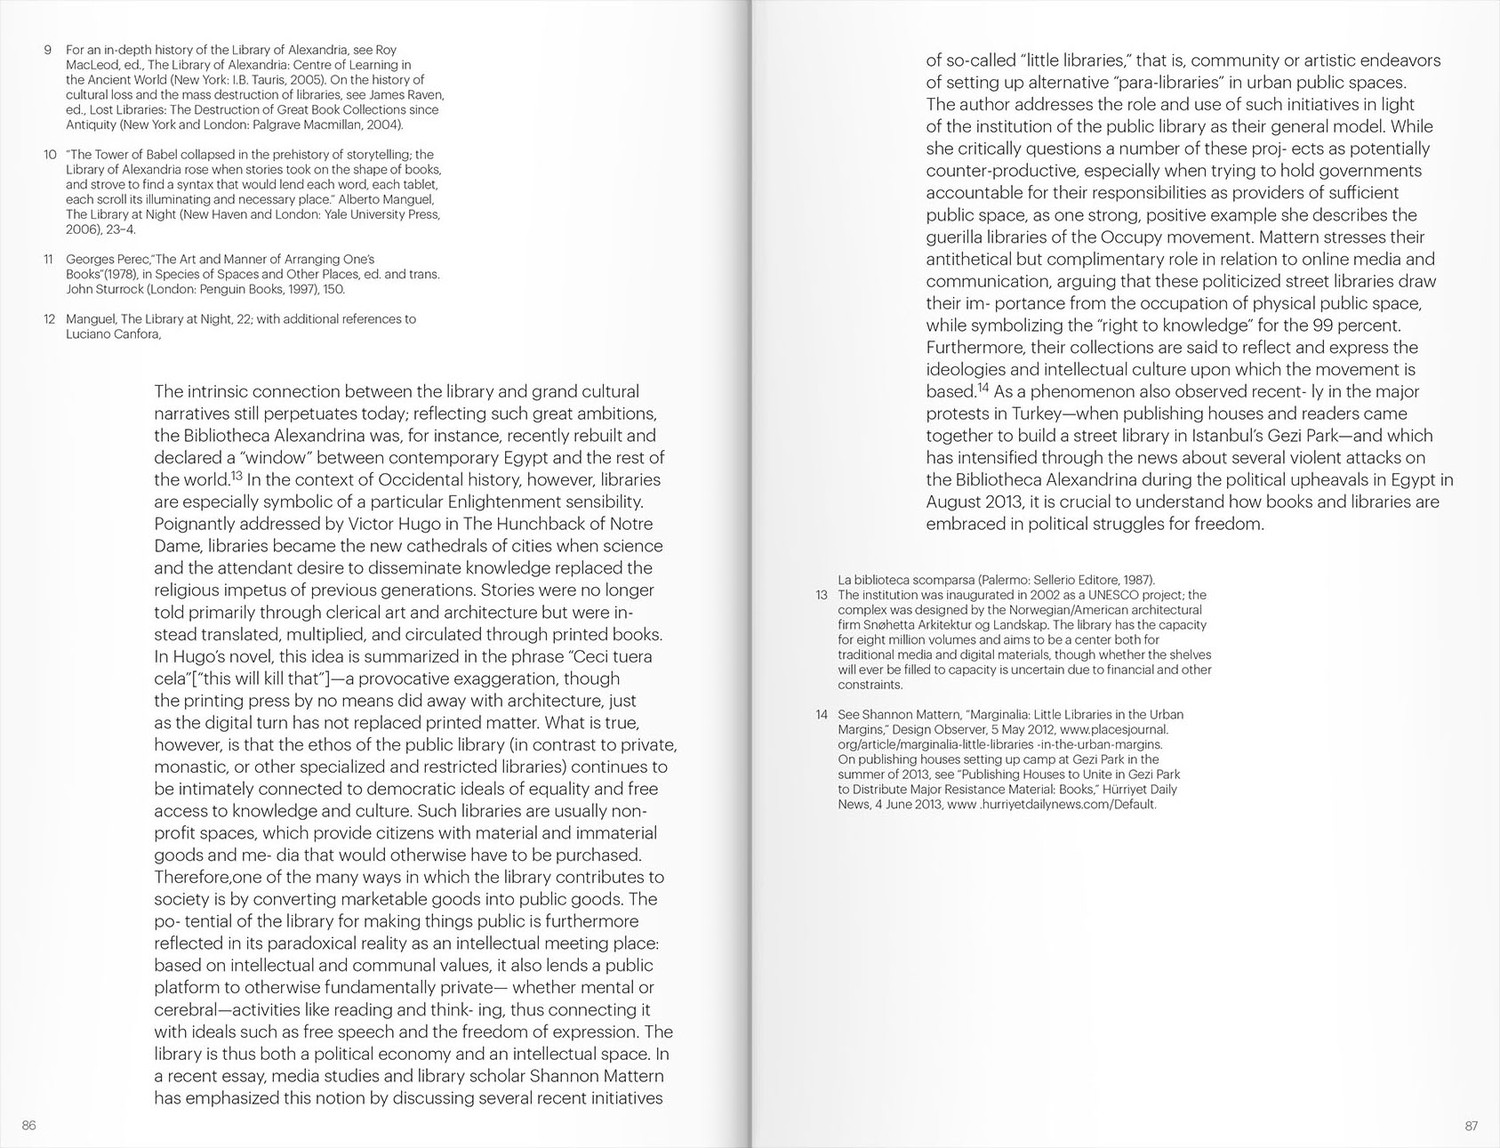 9 For an in-depth history of the Library of Alexandria, see Roy
MacLeod, ed., The Library of Alexandria: Centre of Learning in
the Ancient World (New York: I.B. Tauris, 2005). On the history of
cultural loss and the mass destruction of libraries, see James Raven,
ed., Lost Libraries: The Destruction of Great Book Collections since
Antiquity (New York and London: Palgrave Macmillan, 2004).
10 “The Tower of Babel collapsed in the prehistory of storytelling; the
Library of Alexandria rose when stories took on the shape of books,
and strove to find a syntax that would lend each word, each tablet,
each scroll its illuminating and necessary place.” Alberto Manguel,
The Library at Night (New Haven and London: Yale University Press,
2006), 23–4.
11 Georges Perec,“The Art and Manner of Arranging One’s
Books”(1978), in Species of Spaces and Other Places, ed. and trans.
John Sturrock (London: Penguin Books, 1997), 150.
12 Manguel, The Library at Night, 22; with additional references to
Luciano Canfora,
The intrinsic connection between the library and grand cultural
narratives still perpetuates today; reflecting such great ambitions,
the Bibliotheca Alexandrina was, for instance, recently rebuilt and
declared a “window” between contemporary Egypt and the rest of
the world.13 In the context of Occidental history, however, libraries
are especially symbolic of a particular Enlightenment sensibility.
Poignantly addressed by Victor Hugo in The Hunchback of Notre
Dame, libraries became the new cathedrals of cities when science
and the attendant desire to disseminate knowledge replaced the
religious impetus of previous generations. Stories were no longer
told primarily through clerical art and architecture but were in-
stead translated, multiplied, and circulated through printed books.
In Hugo’s novel, this idea is summarized in the phrase “Ceci tuera
cela”[“this will kill that”]—a provocative exaggeration, though
the printing press by no means did away with architecture, just
as the digital turn has not replaced printed matter. What is true,
however, is that the ethos of the public library (in contrast to private,
monastic, or other specialized and restricted libraries) continues to
be intimately connected to democratic ideals of equality and free
access to knowledge and culture. Such libraries are usually non-
profit spaces, which provide citizens with material and immaterial
goods and me- dia that would otherwise have to be purchased.
Therefore,one of the many ways in which the library contributes to
society is by converting marketable goods into public goods. The
po- tential of the library for making things public is furthermore
reflected in its paradoxical reality as an intellectual meeting place:
based on intellectual and communal values, it also lends a public
platform to otherwise fundamentally private— whether mental or
cerebral—activities like reading and think- ing, thus connecting it
with ideals such as free speech and the freedom of expression. The
library is thus both a political economy and an intellectual space. In
a recent essay, media studies and library scholar Shannon Mattern
has emphasized this notion by discussing several recent initiatives
86
of so-called “little libraries,” that is, community or artistic endeavors
of setting up alternative “para-libraries” in urban public spaces.
The author addresses the role and use of such initiatives in light
of the institution of the public library as their general model. While
she critically questions a number of these proj- ects as potentially
counter-productive, especially when trying to hold governments
accountable for their responsibilities as providers of sufficient
public space, as one strong, positive example she describes the
guerilla libraries of the Occupy movement. Mattern stresses their
antithetical but complimentary role in relation to online media and
communication, arguing that these politicized street libraries draw
their im- portance from the occupation of physical public space,
while symbolizing the “right to knowledge” for the 99 percent.
Furthermore, their collections are said to reflect and express the
ideologies and intellectual culture upon which the movement is
based.14 As a phenomenon also observed recent- ly in the major
protests in Turkey—when publishing houses and readers came
together to build a street library in Istanbul’s Gezi Park—and which
has intensified through the news about several violent attacks on
the Bibliotheca Alexandrina during the political upheavals in Egypt in
August 2013, it is crucial to understand how books and libraries are
embraced in political struggles for freedom.
La biblioteca scomparsa (Palermo: Sellerio Editore, 1987).
13 The institution was inaugurated in 2002 as a UNESCO project; the
complex was designed by the Norwegian/American architectural
firm Snøhetta Arkitektur og Landskap. The library has the capacity
for eight million volumes and aims to be a center both for
traditional media and digital materials, though whether the shelves
will ever be filled to capacity is uncertain due to financial and other
constraints.
14 See Shannon Mattern, “Marginalia: Little Libraries in the Urban
Margins,” Design Observer, 5 May 2012, www.placesjournal.
org/article/marginalia-little-libraries -in-the-urban-margins.
On publishing houses setting up camp at Gezi Park in the
summer of 2013, see “Publishing Houses to Unite in Gezi Park
to Distribute Major Resistance Material: Books,” Hürriyet Daily
News, 4 June 2013, www .hurriyetdailynews.com/Default.
87